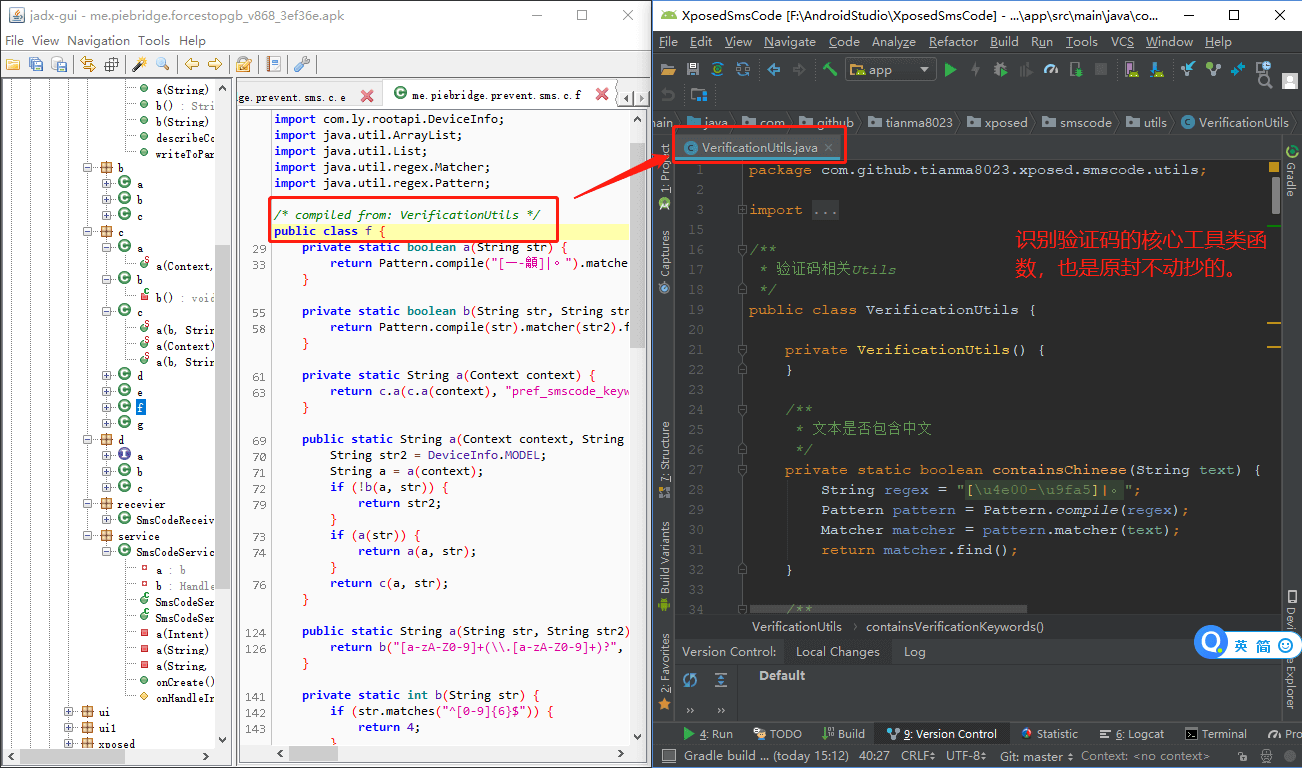 jadx-gui - me.piebridge.forcestopgb_v868_3ef36e.apk
File View Navigation Tools Help
a(String)
b() : Stri
b(String)
describeCo
writeToPar
b
a
b
c
c
a
a(Context,
b
b() : void
c
a(b, Strin
a(Context)
a(b, Strin
d
e
f
g
d
a
b
c
recevier
SmsCodeReceiv
service
SmsCodeServic
a : b
b : Handle
SmsCodeSer
SmsCodeSer
a(Intent)
a(String)
a(String,
onCreate()
onHandleIn
ui
ui1
xposed
ge.prevent.sms.c.e
me.piebridge.prevent.sms.c.f
import com.ly.rootapi.DeviceInfo;
import java.util.ArrayList;
import java.util.List;
import java.util.regex.Matcher;
import java.util.regex.Pattern;
/* compiled from: VerificationUtils */
public class f {
29 private static boolean a(String str) {
33 return Pattern.compile("[一-龥]|。").matche
}
55 private static boolean b(String str, String str
58 return Pattern.compile(str).matcher(str2).f
}
61 private static String a(Context context) {
63 return c.a(c.a(context), "pref_smscode_keyw
}
69 public static String a(Context context, String
70 String str2 = DeviceInfo.MODEL;
71 String a = a(context);
72 if (!b(a, str)) {
79 return str2;
}
73 if (a(str)) {
74 return a(a, str);
}
76 return c(a, str);
}
124 public static String a(String str, String str2)
126 return b("[a-zA-Z0-9]+(\\.[a-zA-Z0-9]+)?",
}
141 private static int b(String str) {
142 if (str.matches("^[0-9]{6}$")) {
143 return 4;
}
XposedSmsCode [F:\AndroidStudio\XposedSmsCode] - ...\app\src\main\java\co...
File Edit View Navigate Code Analyze Refactor Build Run Tools VCS Window Help
app
main java com github tianma8023 xposed smscode utils VerificationUtils
VerificationUtils.java
1: Project
Captures
7: Structure
Build Variants
2: Favorites
Gradle
Device File Explorer
1 package com.github.tianma8023.xposed.smscode.utils;
2
3 import ...
15
16 /**
17 * 验证码相关Utils
18 */
19 public class VerificationUtils {
20
21 private VerificationUtils() {
22 }
23
24 /**
25 * 文本是否包含中文
26 */
27 private static boolean containsChinese(String text) {
28 String regex = "[\u4e00-\u9fa5]|。";
29 Pattern pattern = Pattern.compile(regex);
30 Matcher matcher = pattern.matcher(text);
31 return matcher.find();
32 }
33
34 /**
识别验证码的核心工具类函
数，也是原封不动抄的。
VerificationUtils › containsVerificationKeywords()
英 简
Version Control: Local Changes Log
Default
4: Run TODO Build 9: Version Control Statistic 6: Logcat Terminal Pro
Gradle build ... (today 15:12) 40:27 CRLF UTF-8 Git: master Context: <no context>